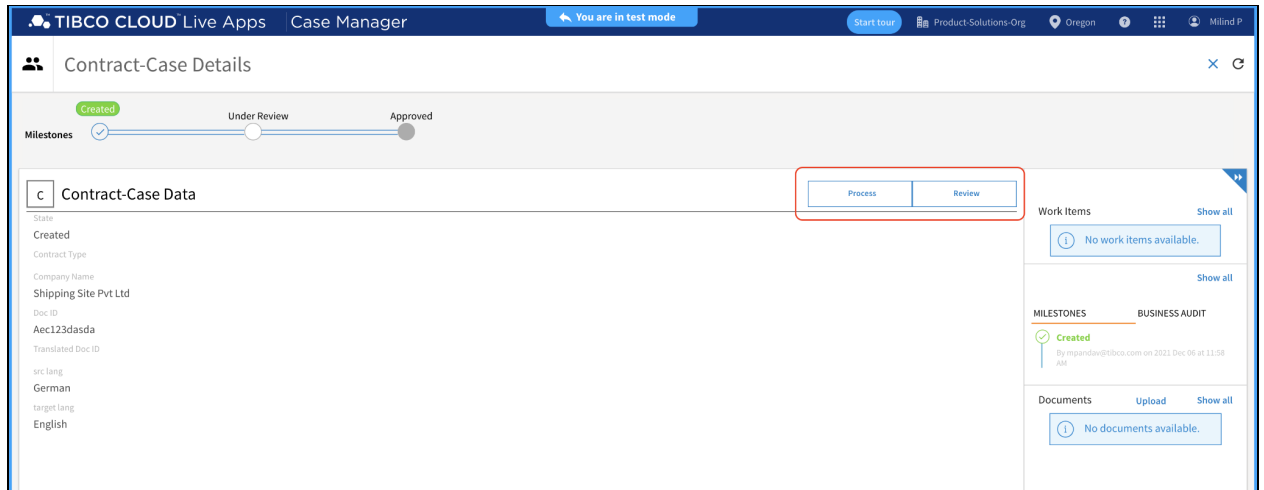 TIBCO CLOUD™ Live Apps Case Manager
You are in test mode
Start tour
Product-Solutions-Org
Oregon
?
Milind P
Contract-Case Details
Created
Under Review
Approved
Milestones
C Contract-Case Data
Process
Review
State
Created
Contract Type
Company Name
Shipping Site Pvt Ltd
Doc ID
Aec123dasda
Translated Doc ID
src lang
German
target lang
English
Work Items
Show all
i No work items available.
Show all
MILESTONES
BUSINESS AUDIT
Created
By mpandav@tibco.com on 2021 Dec 06 at 11:58
AM
Documents
Upload
Show all
i No documents available.